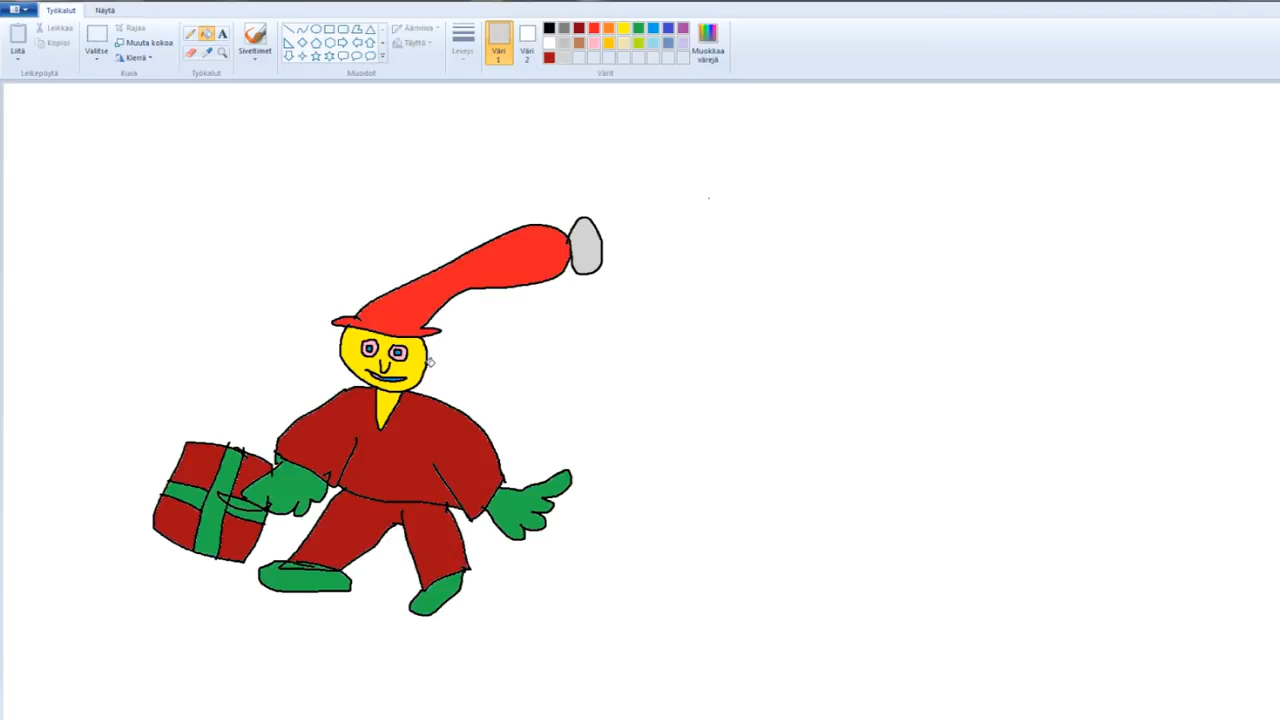 Työkalut Näytä
Liitä
Leikkaa
Kopioi
Leikepöytä
Valitse
Rajaa
Muuta kokoa
Kierrä
Kuva
A
Työkalut
Siveltimet
Ääriviiva
Täyttö
Muodot
Leveys
Väri 1
Väri 2
Muokkaa värejä
Värit